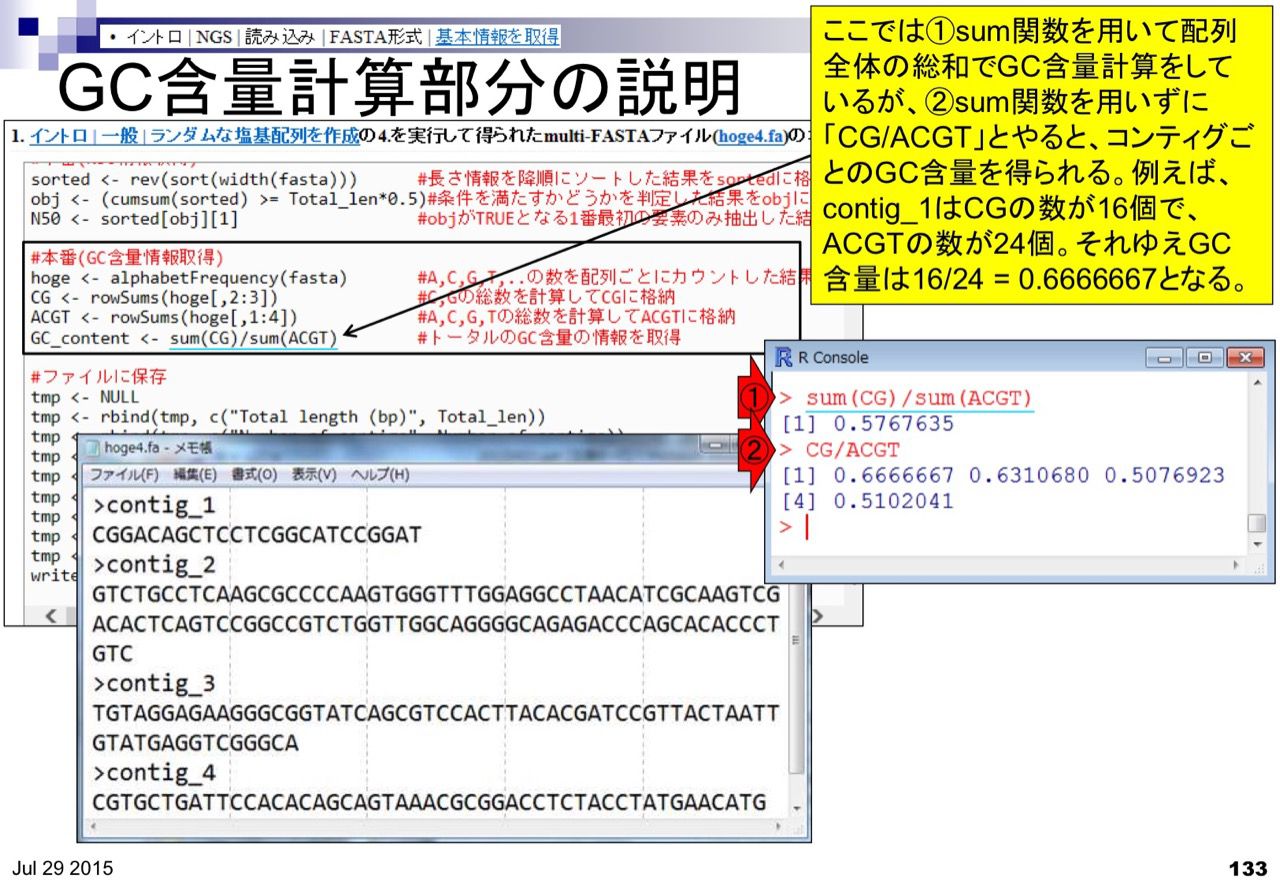 • イントロ | NGS | 読み込み | FASTA形式 | 基本情報を取得
GC含量計算部分の説明
ここでは①sum関数を用いて配列
全体の総和でGC含量計算をして
いるが、②sum関数を用いずに
「CG/ACGT」とやると、コンティグご
とのGC含量を得られる。例えば、
contig_1はCGの数が16個で、
ACGTの数が24個。それゆえGC
含量は16/24 = 0.6666667となる。
1. イントロ | 一般 | ランダムな塩基配列を作成の4.を実行して得られたmulti-FASTAファイル(hoge4.fa)の
sorted <- rev(sort(width(fasta))) #長さ情報を降順にソートした結果をsortedに格
obj <- (cumsum(sorted) >= Total_len*0.5)#条件を満たすかどうかを判定した結果をobjに
N50 <- sorted[obj][1] #objがTRUEとなる1番最初の要素のみ抽出した結
#本番(GC含量情報取得)
hoge <- alphabetFrequency(fasta) #A,C,G,T,..の数を配列ごとにカウントした結果
CG <- rowSums(hoge[,2:3]) #C,Gの総数を計算してCGに格納
ACGT <- rowSums(hoge[,1:4]) #A,C,G,Tの総数を計算してACGTに格納
GC_content <- sum(CG)/sum(ACGT) #トータルのGC含量の情報を取得
#ファイルに保存
tmp <- NULL
tmp <- rbind(tmp, c("Total length (bp)", Total_len))
tmp
tmp <
tmp <
tmp <
tmp <
tmp <
tmp <
write
R Console
① > sum(CG)/sum(ACGT)
[1] 0.5767635
② > CG/ACGT
[1] 0.6666667 0.6310680 0.5076923
[4] 0.5102041
>
hoge4.fa - メモ帳
ファイル(F) 編集(E) 書式(O) 表示(V) ヘルプ(H)
>contig_1
CGGACAGCTCCTCGGCATCCGGAT
>contig_2
GTCTGCCTCAAGCGCCCCAAGTGGGTTTGGAGGCCTAACATCGCAAGTCG
ACACTCAGTCCGGCCGTCTGGTTGGCAGGGGCAGAGACCCAGCACACCCT
GTC
>contig_3
TGTAGGAGAAGGGCGGTATCAGCGTCCACTTACACGATCCGTTACTAATT
GTATGAGGTCGGGCA
>contig_4
CGTGCTGATTCCACACAGCAGTAAACGCGGACCTCTACCTATGAACATG
Jul 29 2015
133